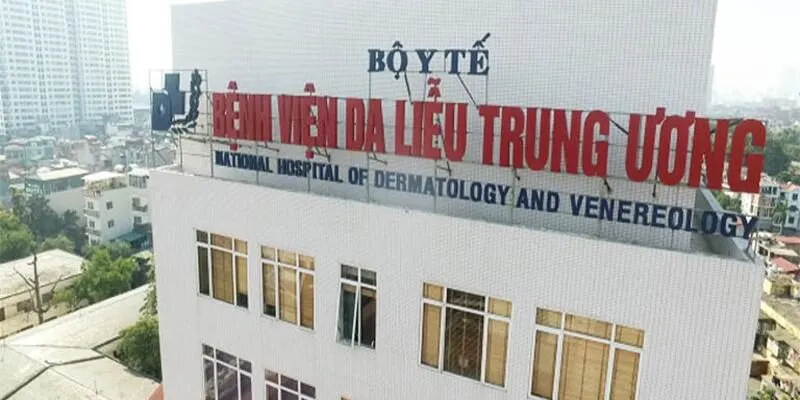 BỘ Y TẾ
BỆNH VIỆN DA LIỄU TRUNG ƯƠNG
NATIONAL HOSPITAL OF DERMATOLOGY AND VENEREOLOGY